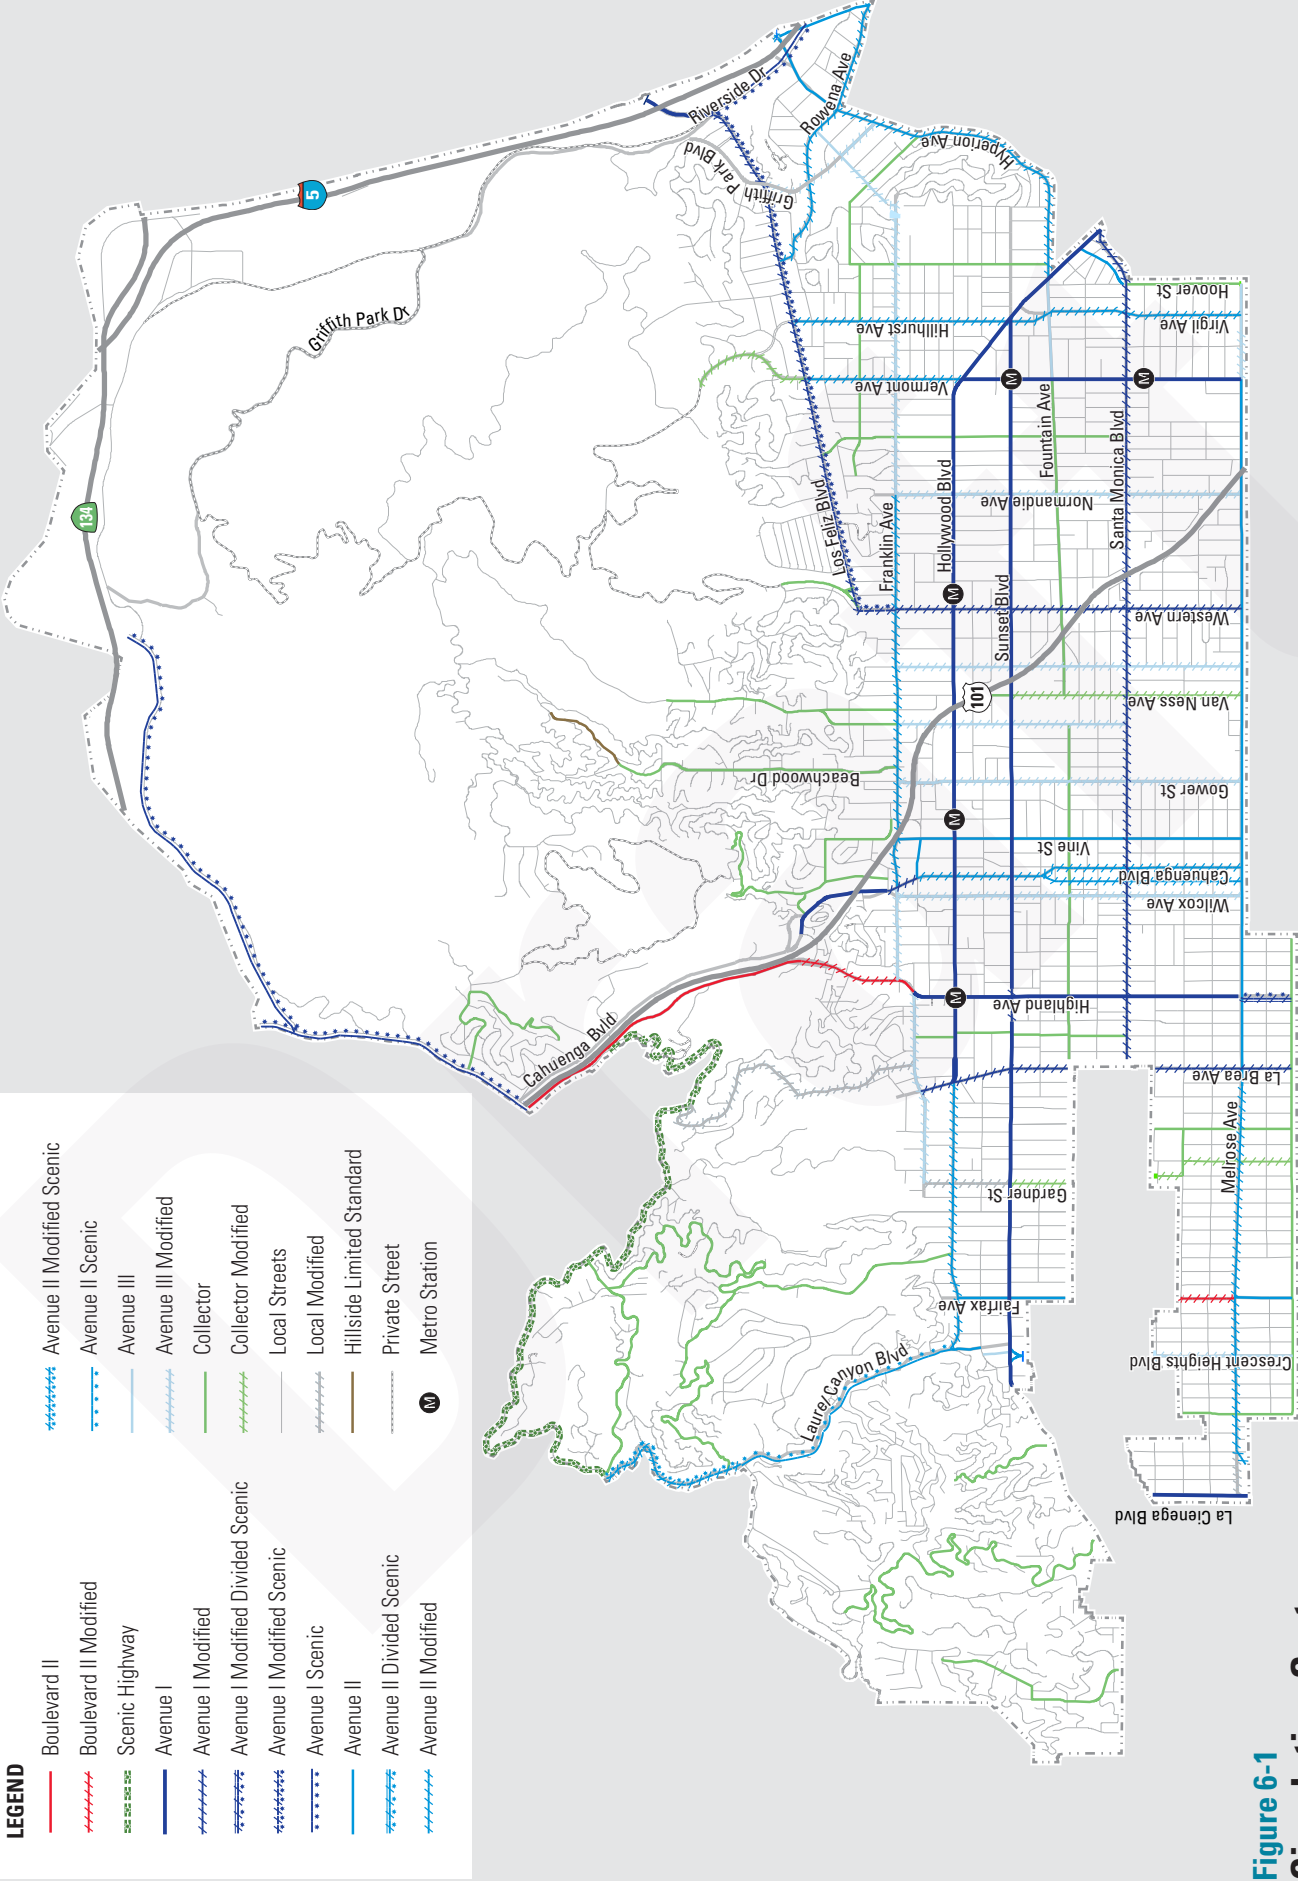 LEGEND
Boulevard II
Boulevard II Modified
Scenic Highway
Avenue I
Avenue I Modified
Avenue I Modified Divided Scenic
Avenue I Modified Scenic
Avenue I Scenic
Avenue II
Avenue II Divided Scenic
Avenue II Modified
Avenue II Modified Scenic
Avenue II Scenic
Avenue III
Avenue III Modified
Collector
Collector Modified
Local Streets
Local Modified
Hillside Limited Standard
Private Street
M Metro Station
134
5
101
Griffith Park Dr
Riverside Dr
Rowena Ave
Griffith Park Blvd
Hyperion Ave
Los Feliz Blvd
Franklin Ave
Hollywood Blvd
Sunset Blvd
Fountain Ave
Santa Monica Blvd
Melrose Ave
Hoover St
Virgil Ave
Hillhurst Ave
Vermont Ave
Normandie Ave
Western Ave
Van Ness Ave
Beachwood Dr
Gower St
Vine St
Cahuenga Blvd
Wilcox Ave
Highland Ave
La Brea Ave
Cahuenga Bvld
Gardner St
Fairfax Ave
Laurel Canyon Blvd
Crescent Heights Blvd
La Cienega Blvd
M
M
M
M
M
Figure 6-1